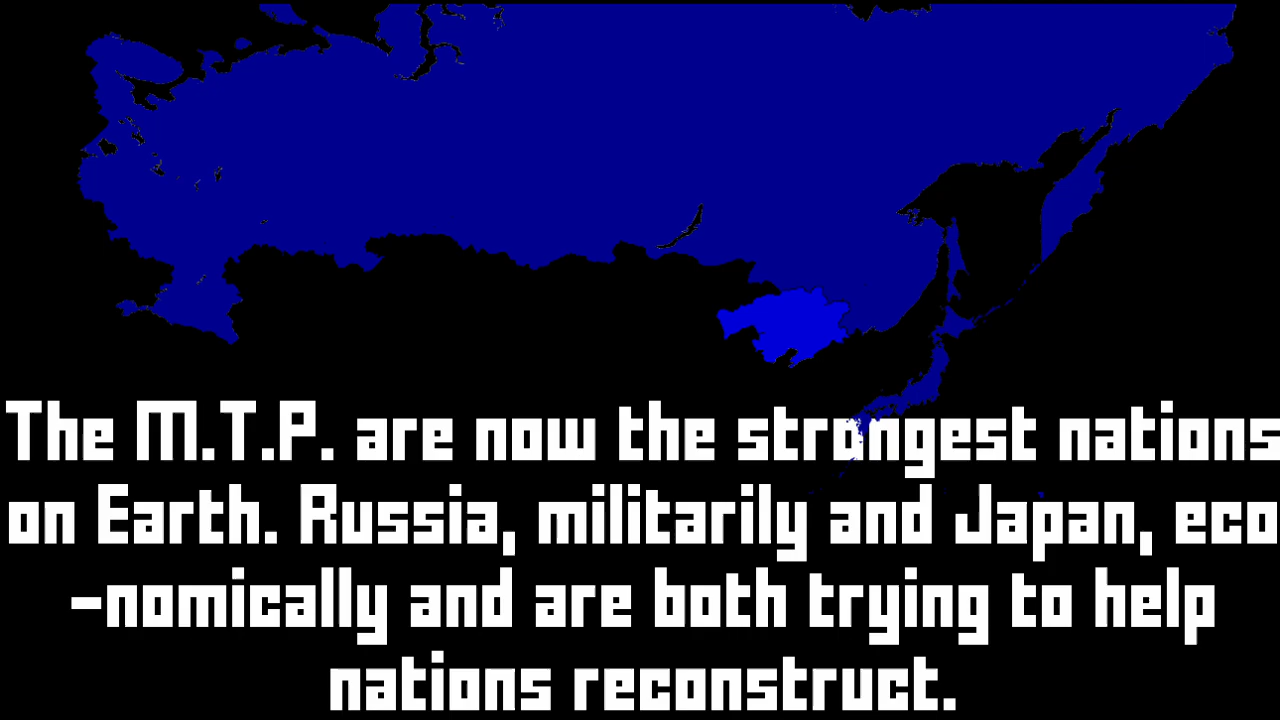 The M.T.P. are now the strongest nations
on Earth. Russia, militarily and Japan, eco
-nomically and are both trying to help
nations reconstruct.